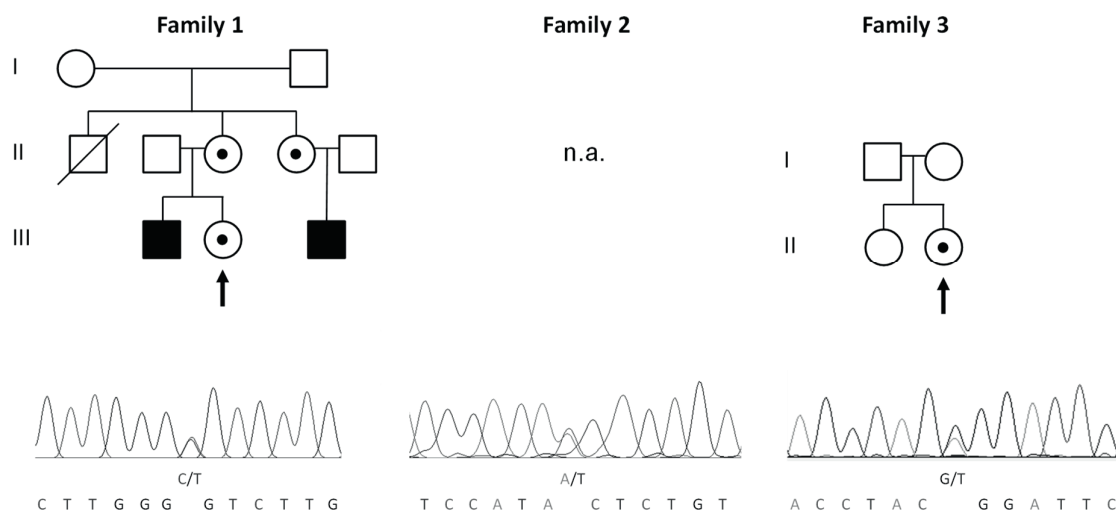 Family 1
Family 2
Family 3
I
II
III
n.a.
I
II
C/T
A/T
G/T
C T T G G G G T C T T G
T C C A T A C T C T G T
A C C T A C G G A T T C